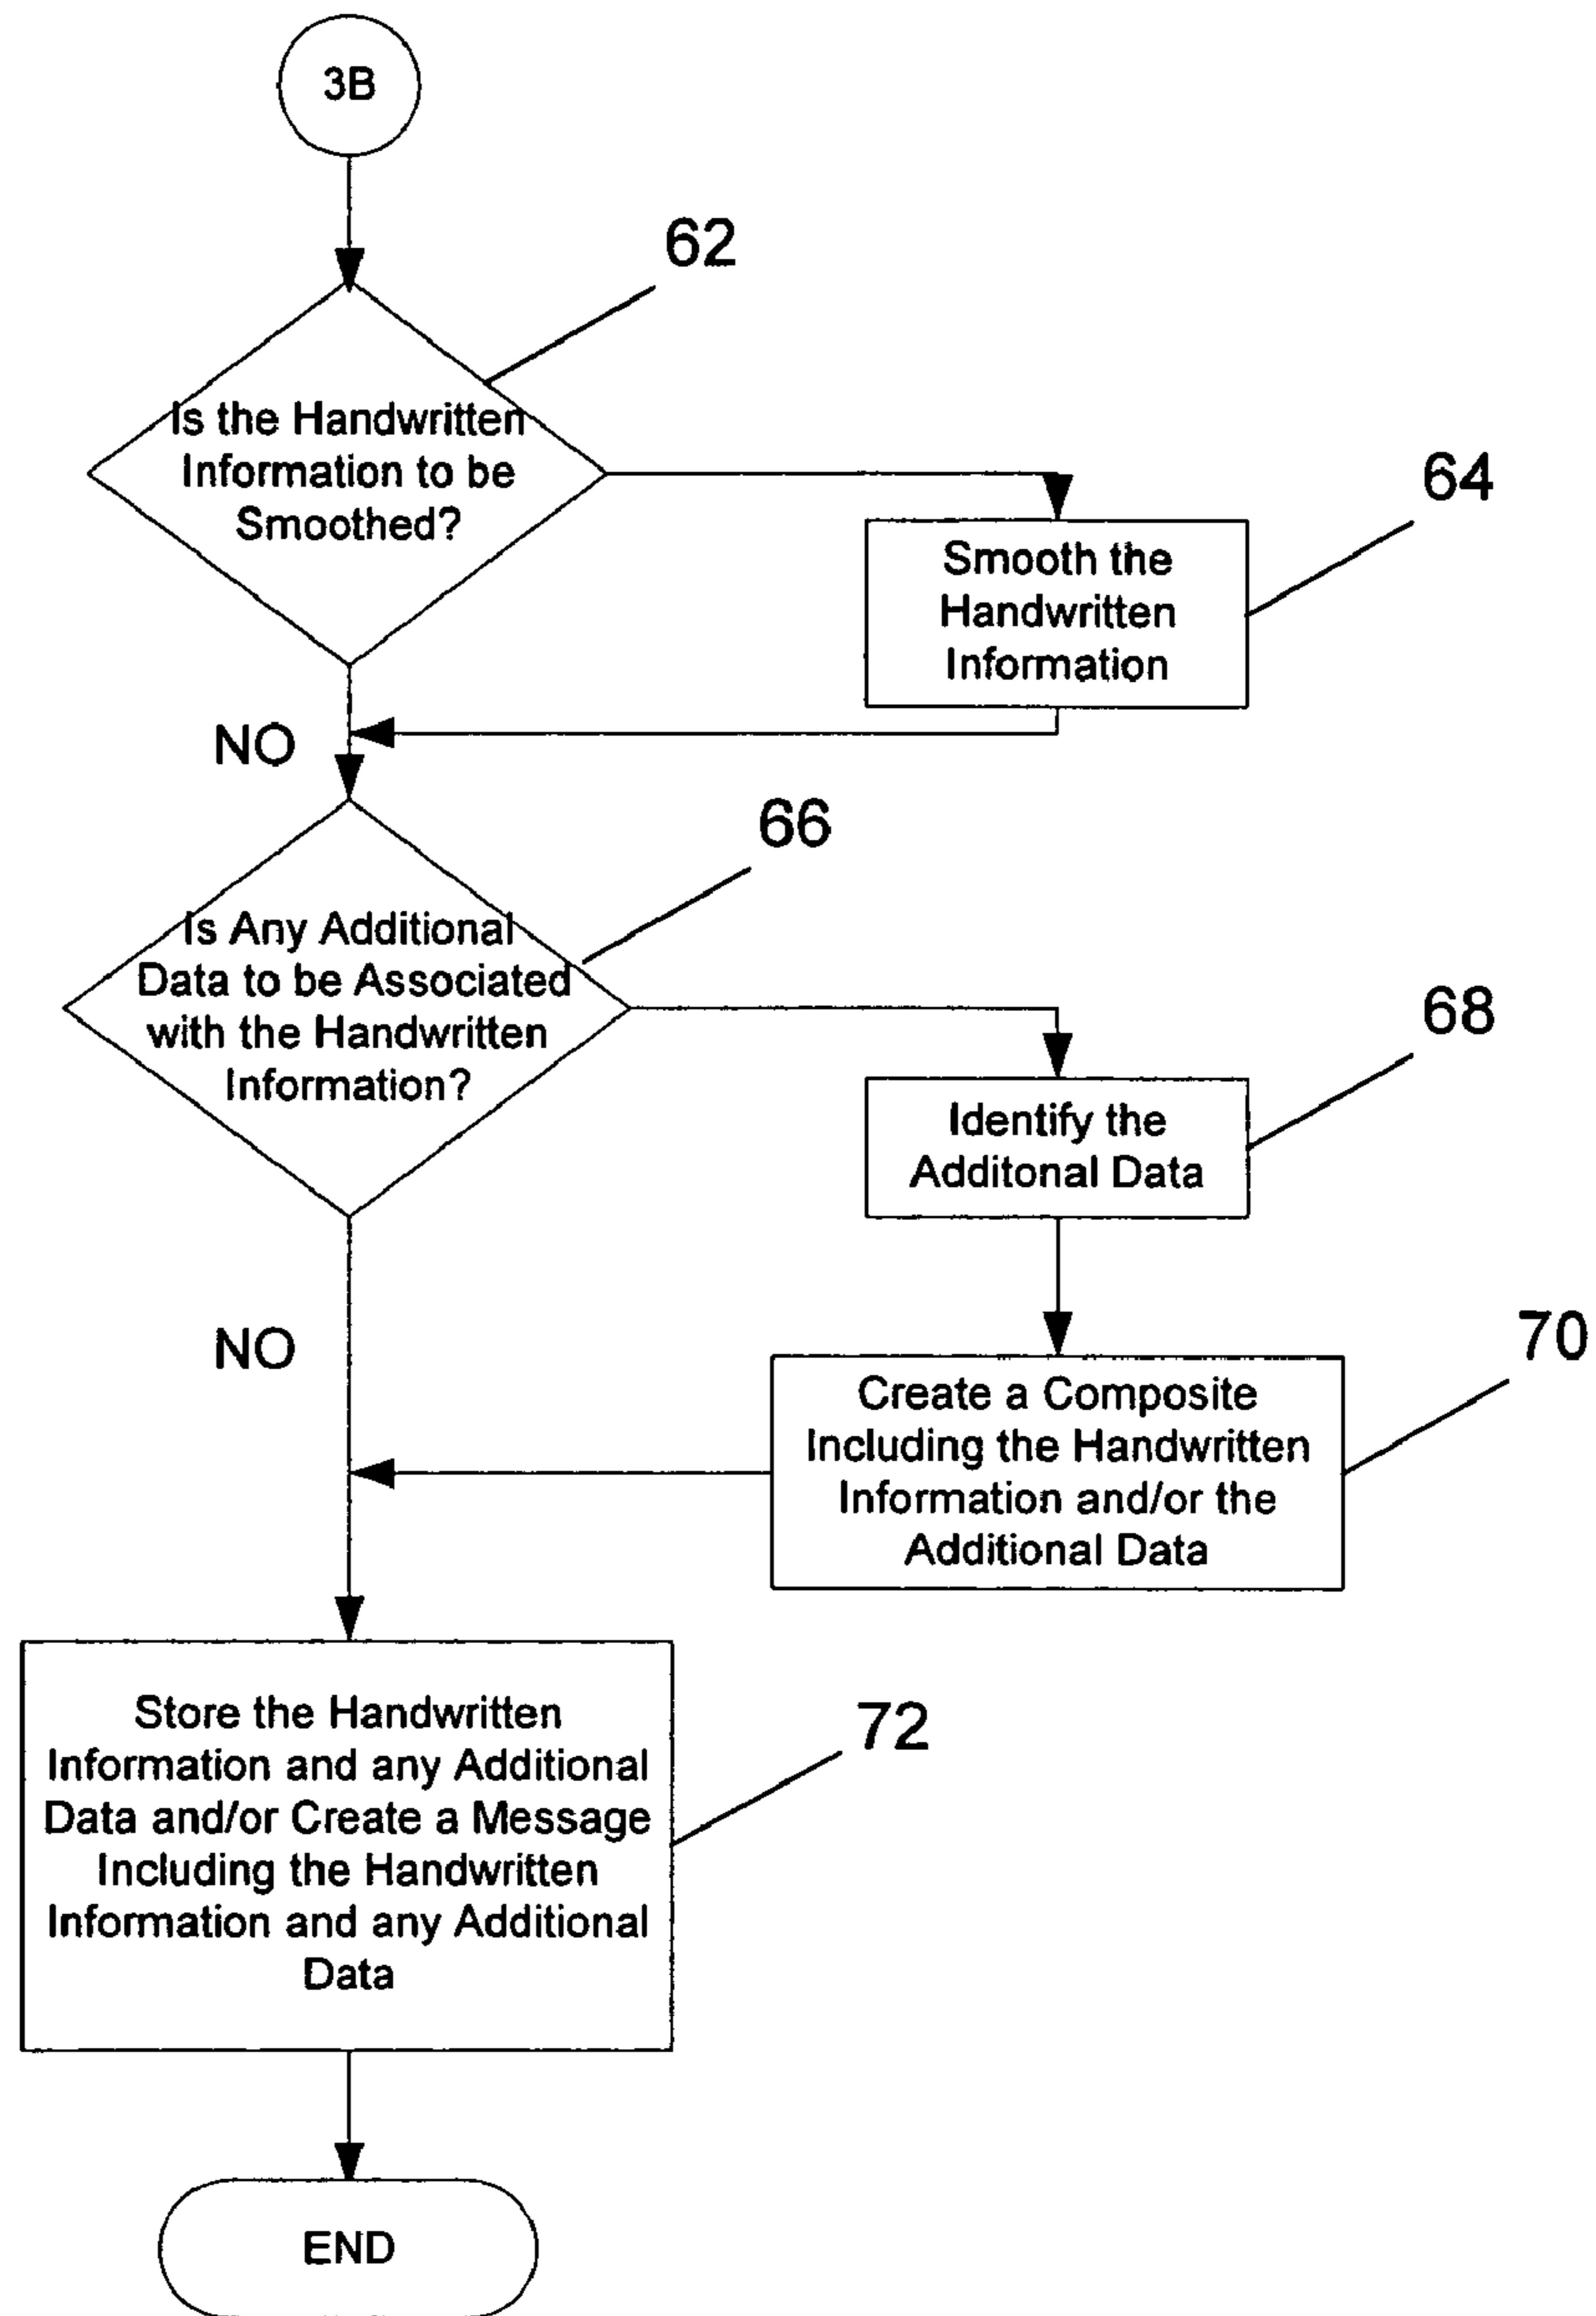 3B
62
Is the Handwritten
Information to be
Smoothed?
64
Smooth the
Handwritten
Information
NO
66
Is Any Additional
Data to be Associated
with the Handwritten
Information?
68
Identify the
Additonal Data
NO
70
Create a Composite
Including the Handwritten
Information and/or the
Additional Data
72
Store the Handwritten
Information and any Additional
Data and/or Create a Message
Including the Handwritten
Information and any Additional
Data
END